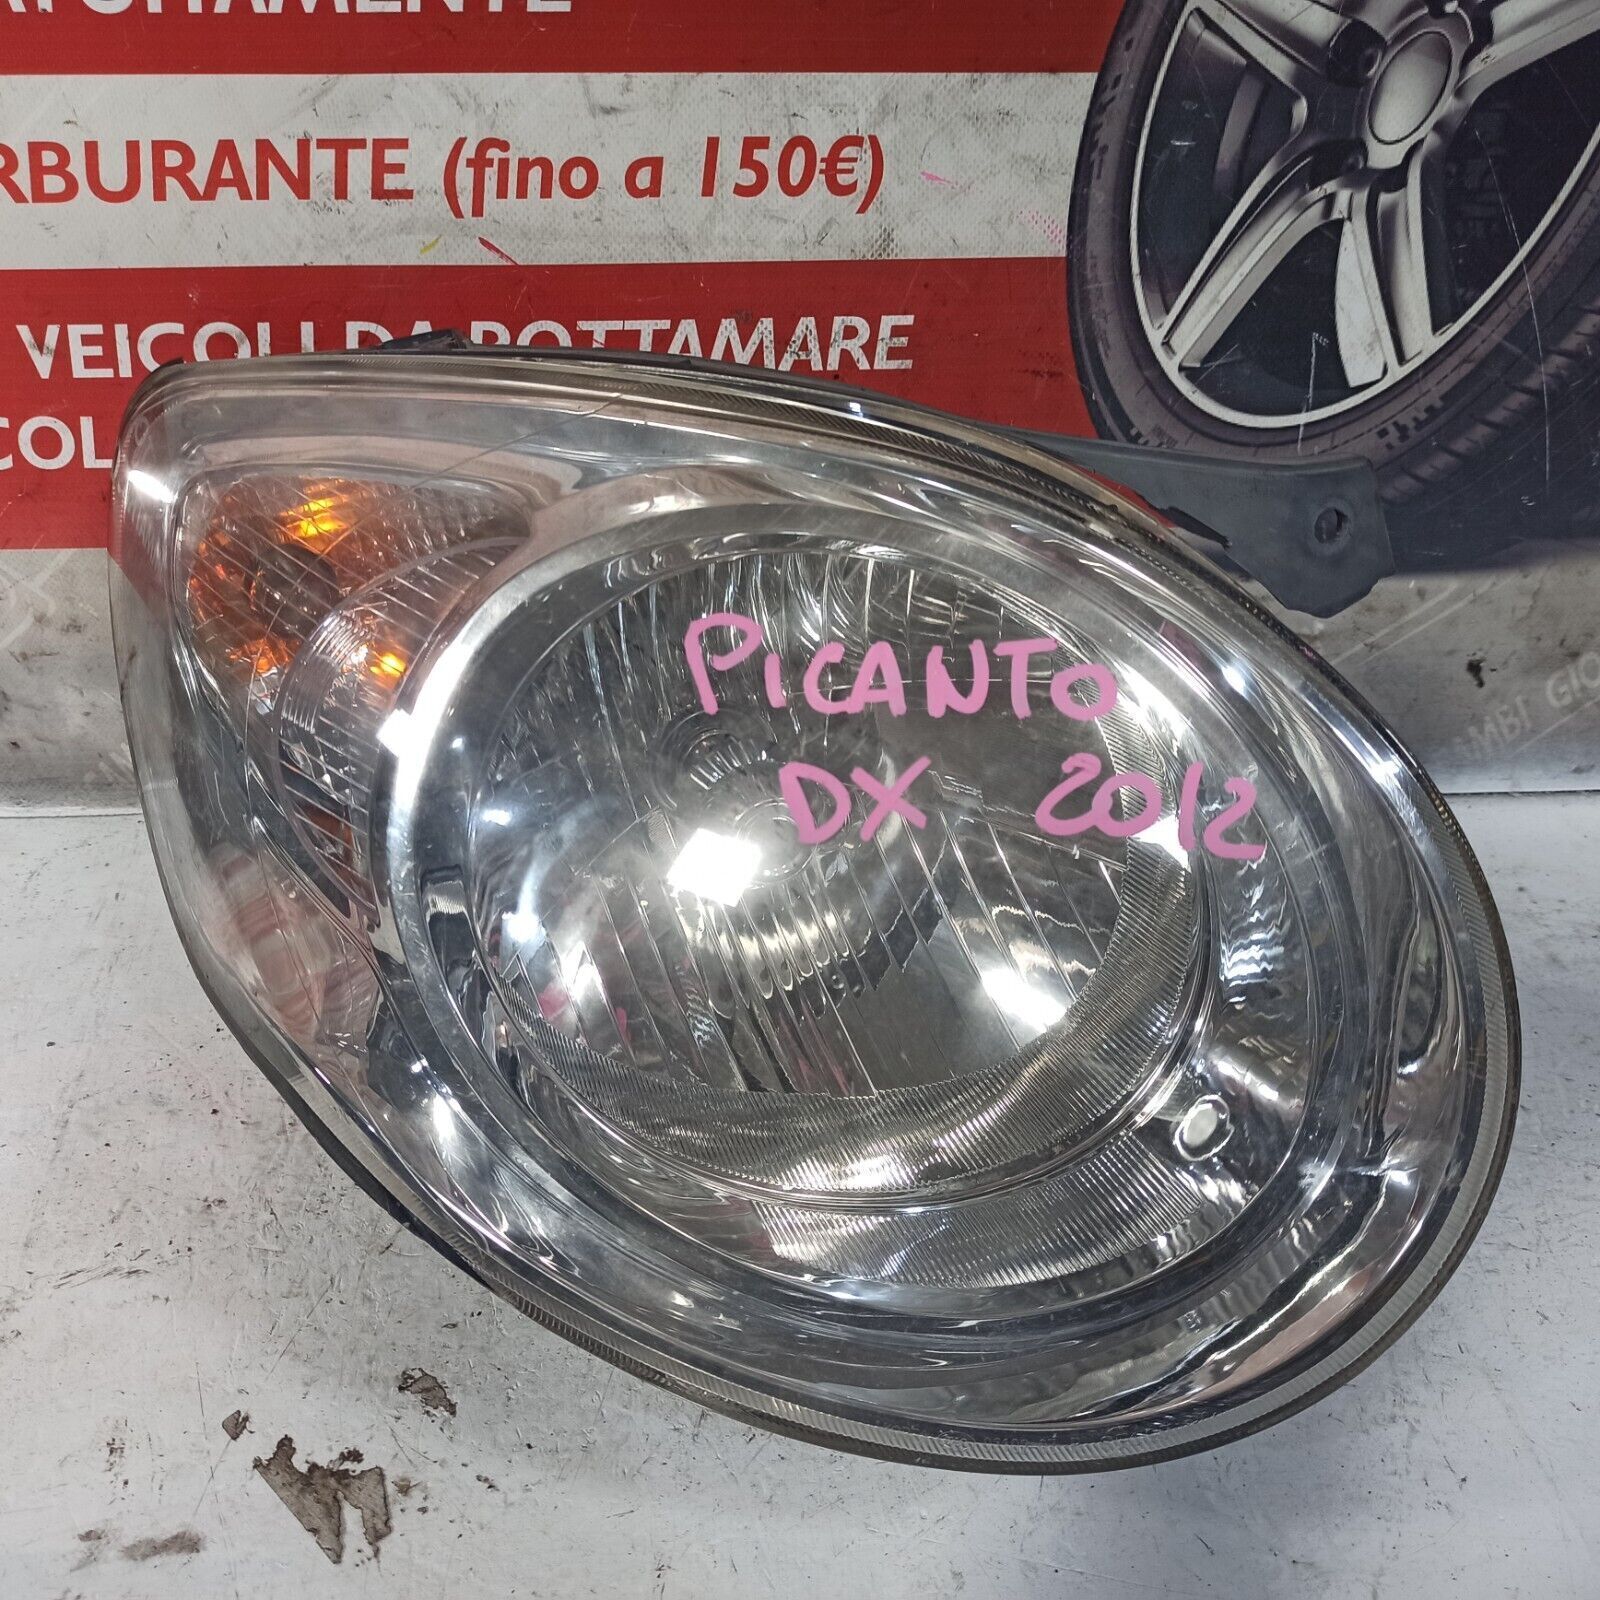 RBURANTE (fino a 150€)
VEICOLI DA ROTTAMARE
COL
PICANTO
DX 2012